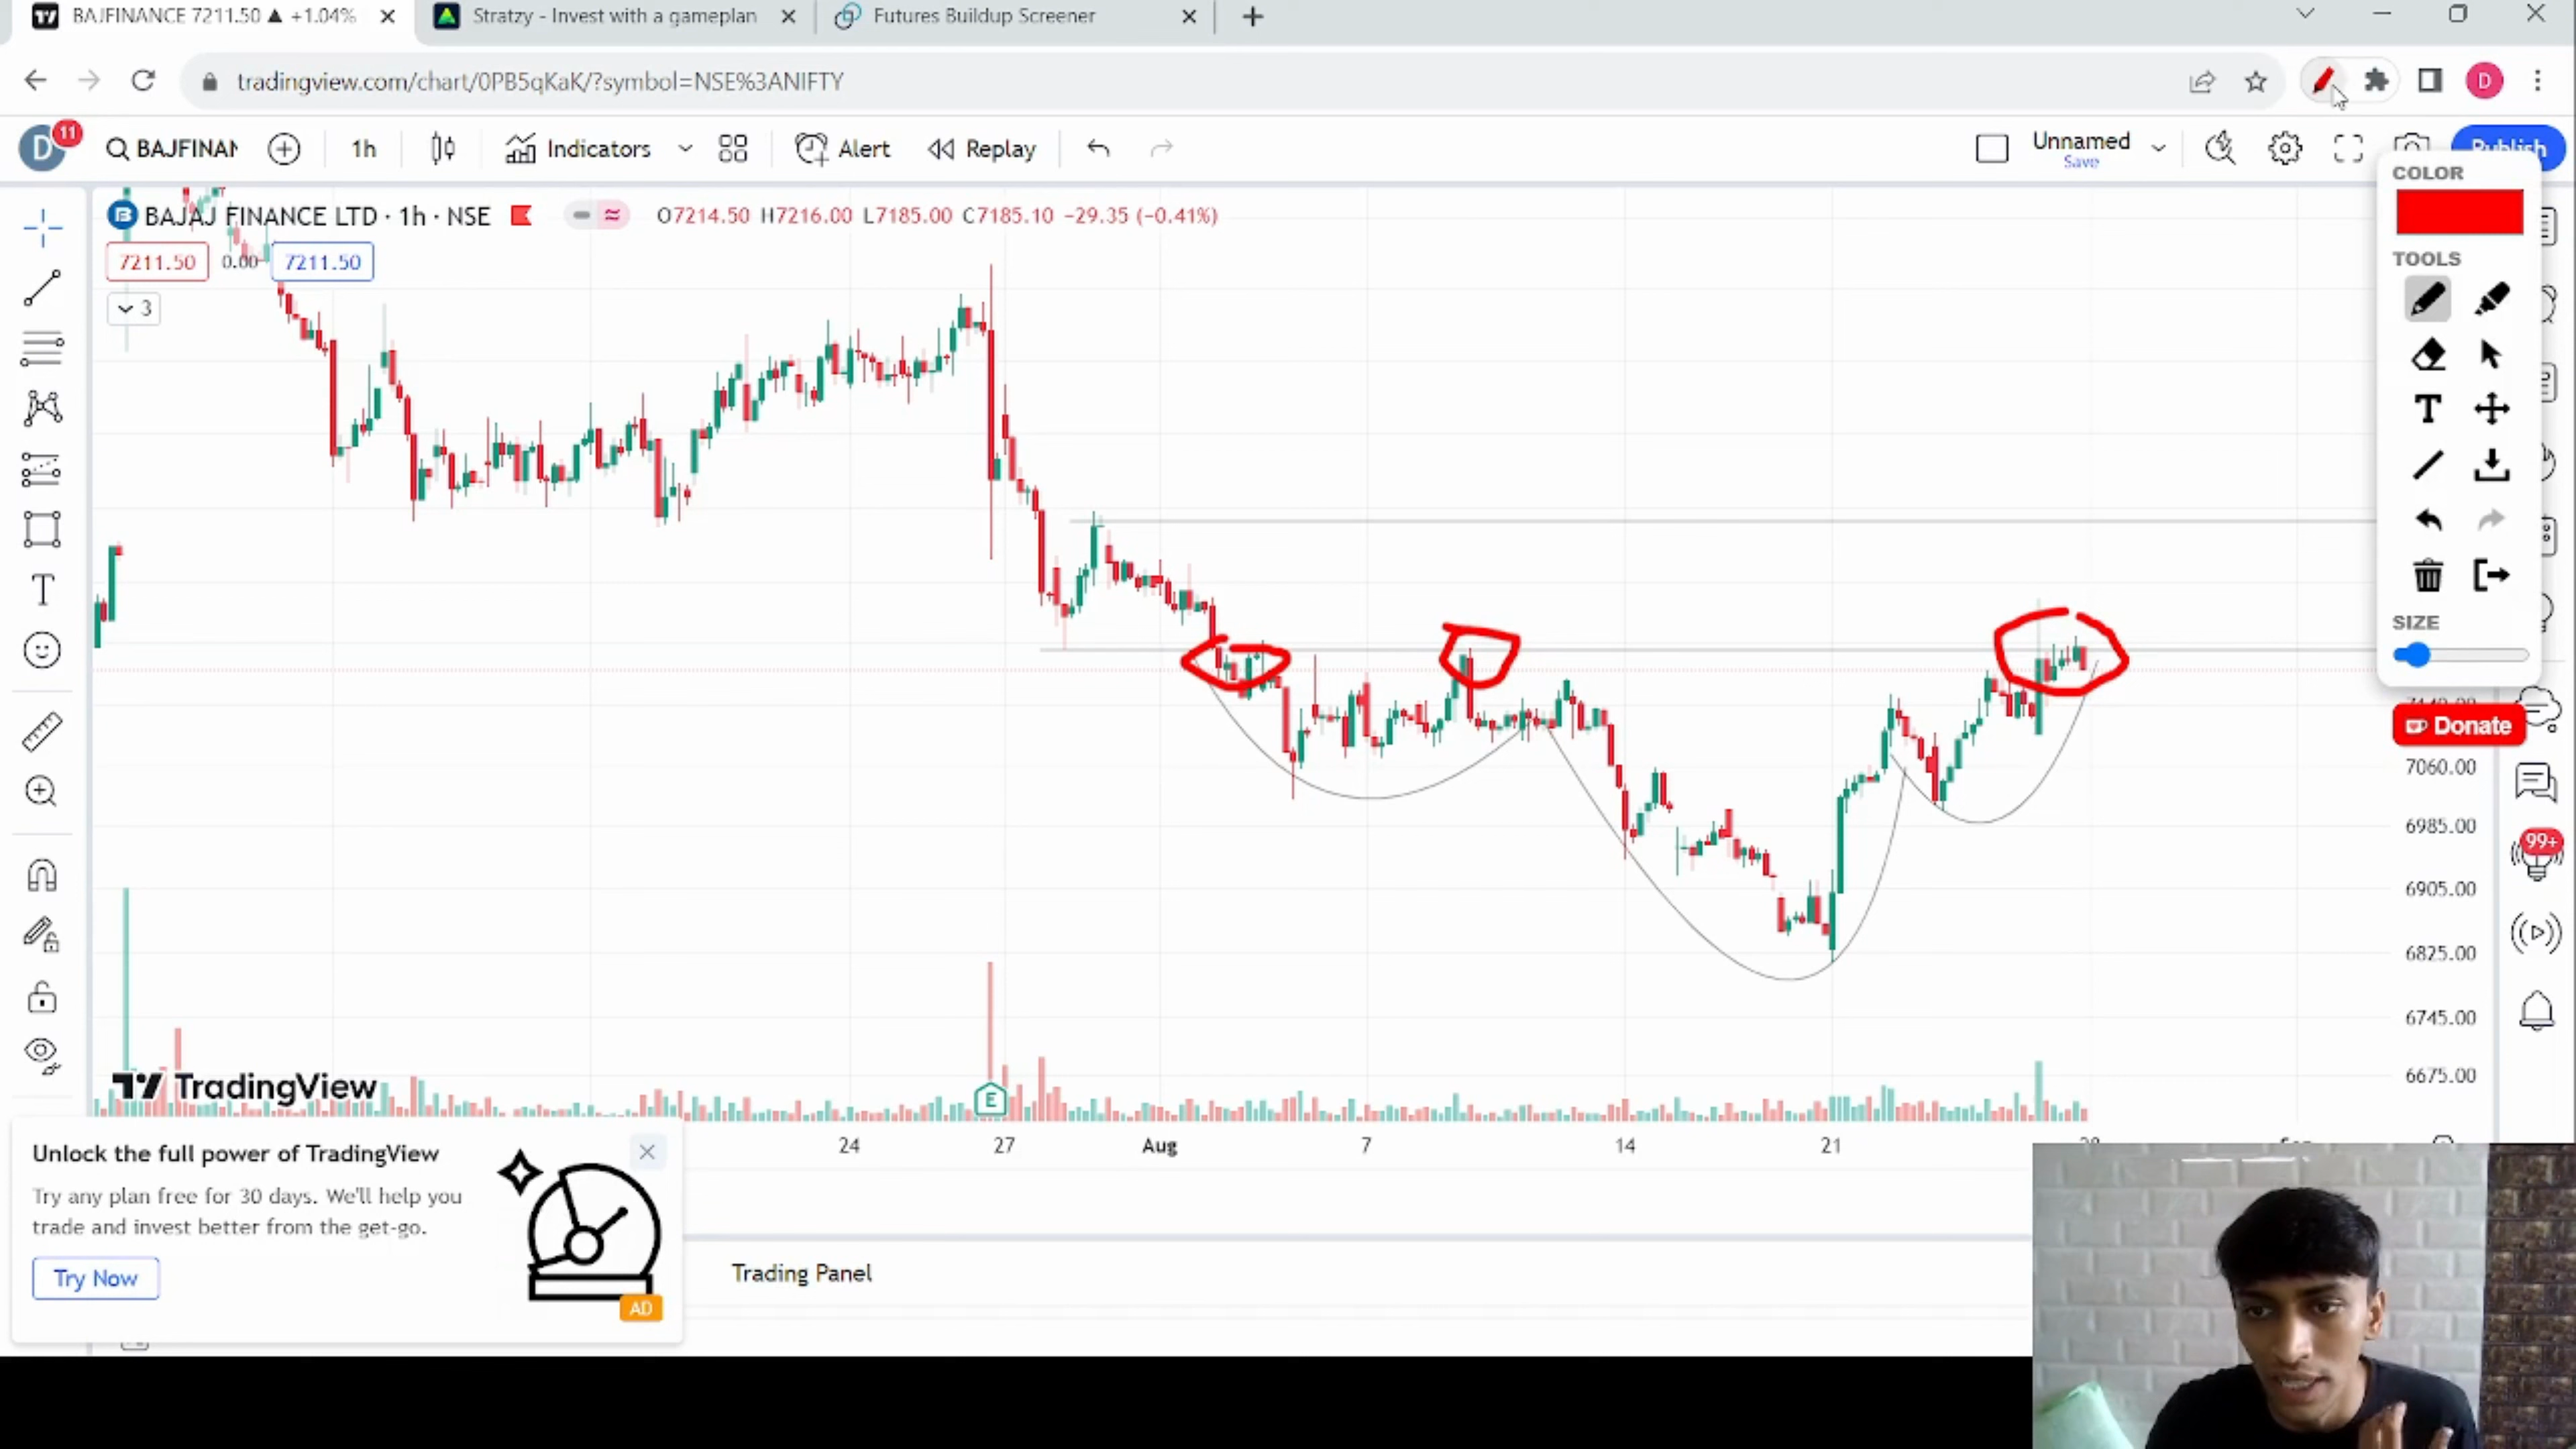 BAJFINANCE 7211.50 ▲ +1.04%
Stratzy - Invest with a gameplan
Futures Buildup Screener
tradingview.com/chart/0PB5qKaK/?symbol=NSE%3ANIFTY
D
D 11
BAJFINAN
1h
Indicators
Alert
Replay
Unnamed
Save
Publish
BAJAJ FINANCE LTD · 1h · NSE
O7214.50 H7216.00 L7185.00 C7185.10 −29.35 (−0.41%)
7211.50
0.00
7211.50
3
COLOR
TOOLS
T
SIZE
Donate
7060.00
6985.00
6905.00
6825.00
6745.00
6675.00
99+
TradingView
E
24
27
Aug
7
14
21
Unlock the full power of TradingView
Try any plan free for 30 days. We'll help you
trade and invest better from the get-go.
Try Now
AD
Trading Panel